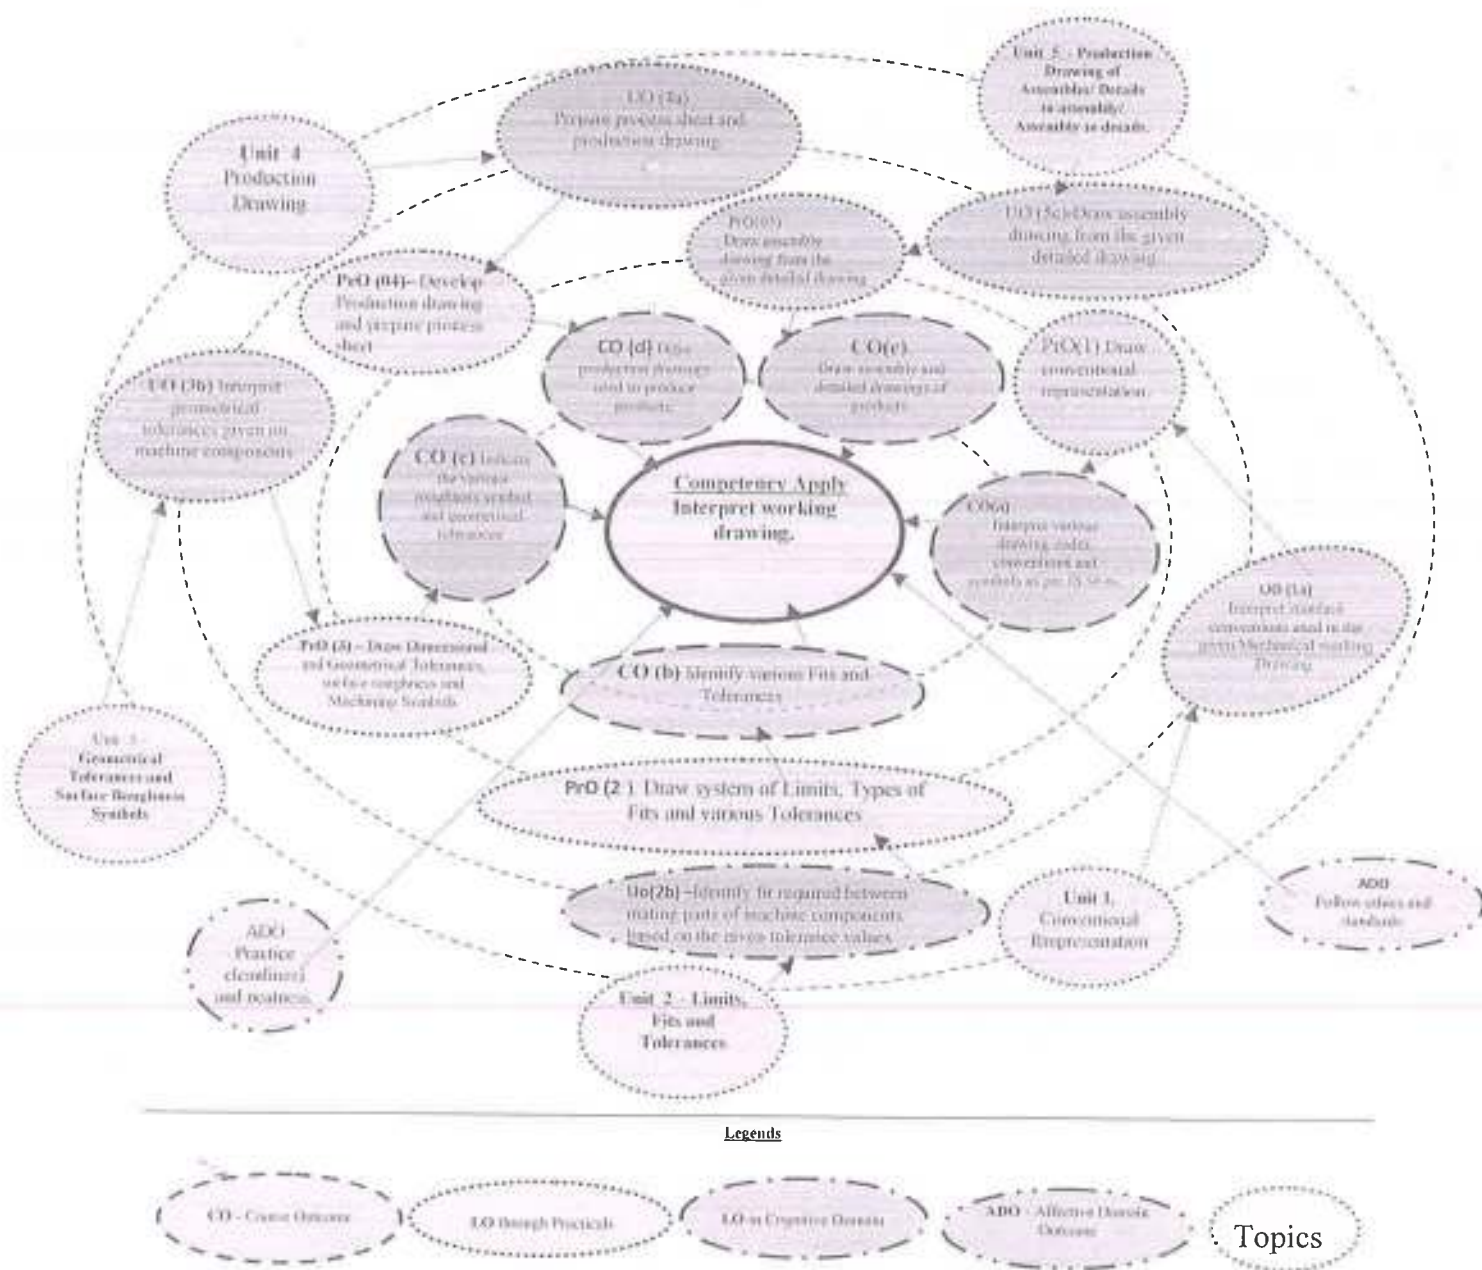 Unit 5 - Production
Drawing of
Assemblies/ Details
to assembly/
Assembly to details.
UO (4a)
Prepare process sheet and
production drawing
Unit 4
Production
Drawing
PrO(05)
Draw assembly
drawing from the
given detailed drawing
UO (5c) Draw assembly
drawing from the given
detailed drawing
PrO (04)– Develop
Production drawing
and prepare process
sheet
CO (d)
production drawings
used to produce
products.
CO(e)
Draw assembly and
detailed drawings of
products
PrO(1) Draw
conventional
representation.
UO (3b) Interpret
geometrical
tolerances given on
machine components
CO (c) Indicate
the various
roughness symbol
and geometrical
tolerances
Competency Apply
Interpret working
drawing.
Interpret various
drawing codes,
conventions and
symbols as per IS
(1a)
Interpret
conventions used in the
given Mechanical working
Drawing
PrO (3) – Draw Dimensional
and Geometrical Tolerances,
surface roughness and
Machining Symbols
CO (b) Identify various Fits and
Tolerances
Unit 3 -
Geometrical
Tolerances and
Surface Roughness
Symbols
PrO (2 ) Draw system of Limits, Types of
Fits and various Tolerances
Uo(2b) –Identify fit required between
mating parts of machine components
based on the given tolerance values
Unit 1.
Conventional
Rrepresentation
ADO
Follow ethics and
standards
ADO
Practice
cleanliness
and neatness.
Unit 2 - Limits,
Fits and
Tolerances
Legends
CO - Course Outcome
LO through Practicals
LO in Cognitive Domain
ADO - Affective Domain
Outcome
Topics